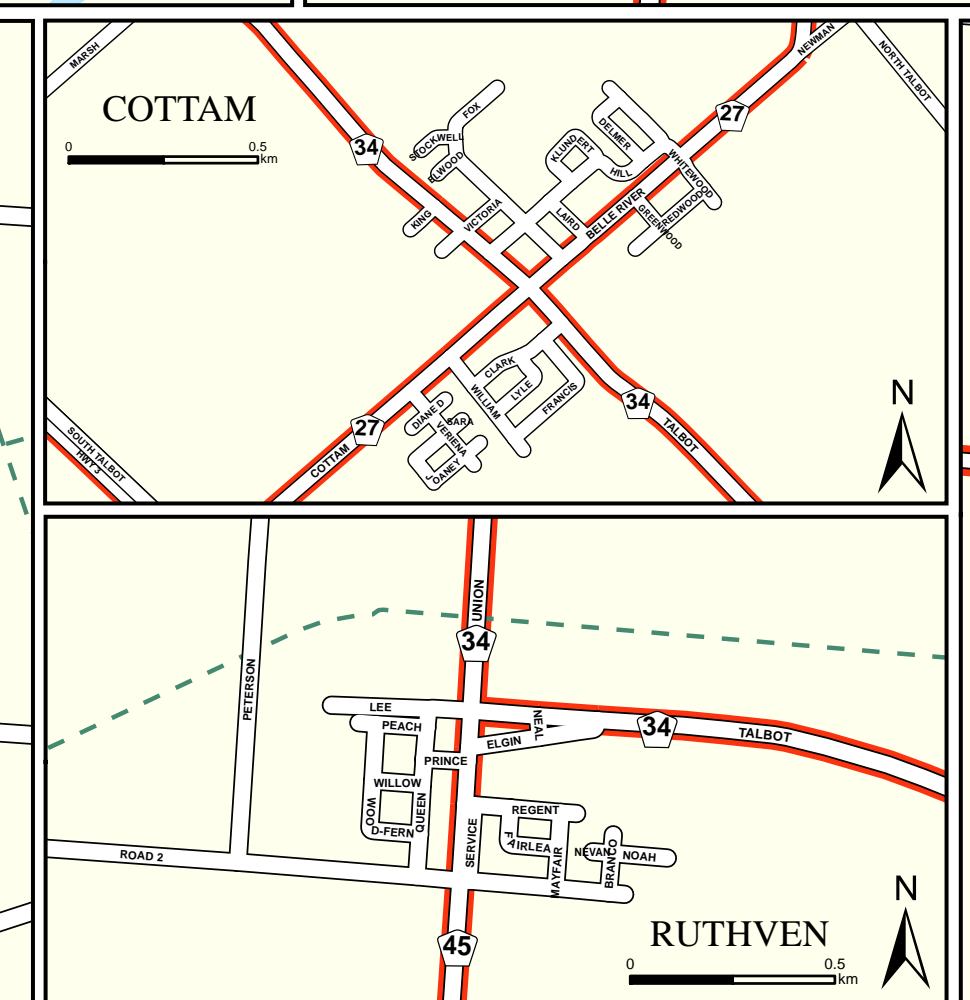 MARSH
COTTAM
0 0.5
km
34
FOX
STOCKWELL
ELWOOD
KING
VICTORIA
KLUNDERT
DELMER
HILL
LAIRD
BELLE RIVER
27
NEWMAN
NORTH TALBOT
WHITEWOOD
REDWOOD
GREENWOOD
CLARK
LYLE
WILLIAM
FRANCIS
DIANE D
SARA
VERIENA
JOANEY
27
COTTAM
34
TALBOT
SOUTH TALBOT
HWY 3
N
UNION
34
PETERSON
LEE
PEACH
NEAL
ELGIN
PRINCE
34
TALBOT
WILLOW
WOOD-FERN
QUEEN
SERVICE
REGENT
FAIRLEA
MAYFAIR
NEVAN
BRANCO
NOAH
ROAD 2
45
RUTHVEN
0 0.5
km
N